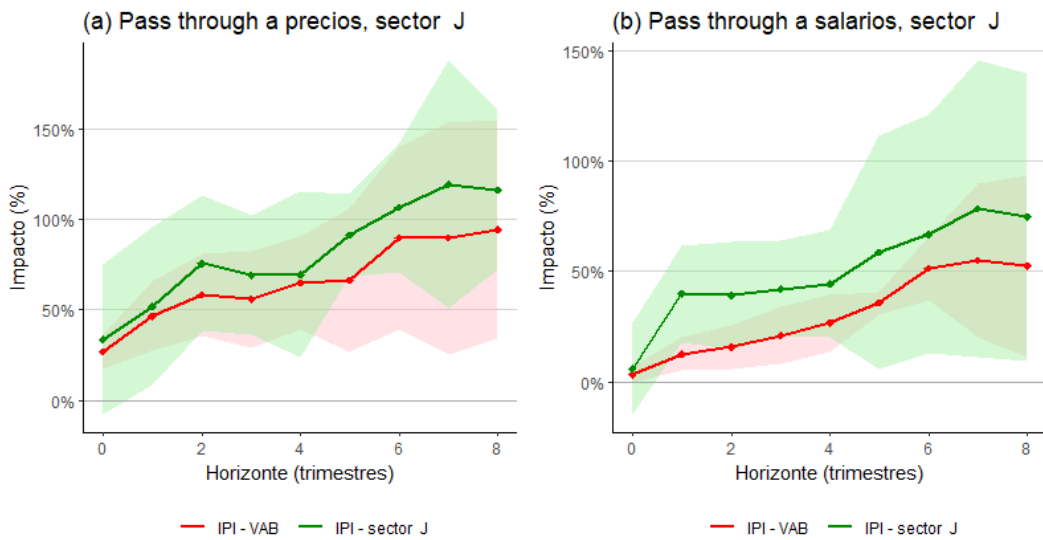 (a) Pass through a precios, sector J
Impacto (%)
150%
100%
50%
0%
0 2 4 6 8
Horizonte (trimestres)
IPI - VAB IPI - sector J
(b) Pass through a salarios, sector J
Impacto (%)
150%
100%
50%
0%
0 2 4 6 8
Horizonte (trimestres)
IPI - VAB IPI - sector J